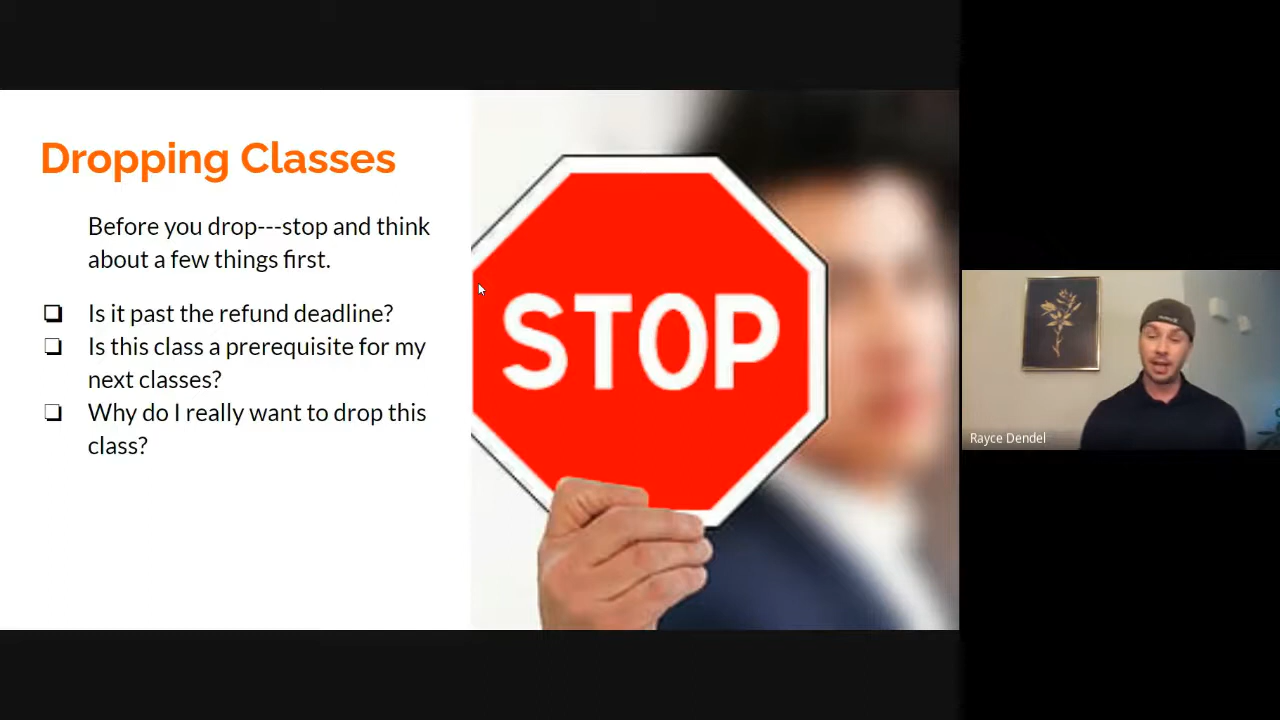 Dropping Classes
Before you drop---stop and think
about a few things first.
Is it past the refund deadline?
Is this class a prerequisite for my
next classes?
Why do I really want to drop this
class?
STOP
Rayce Dendel